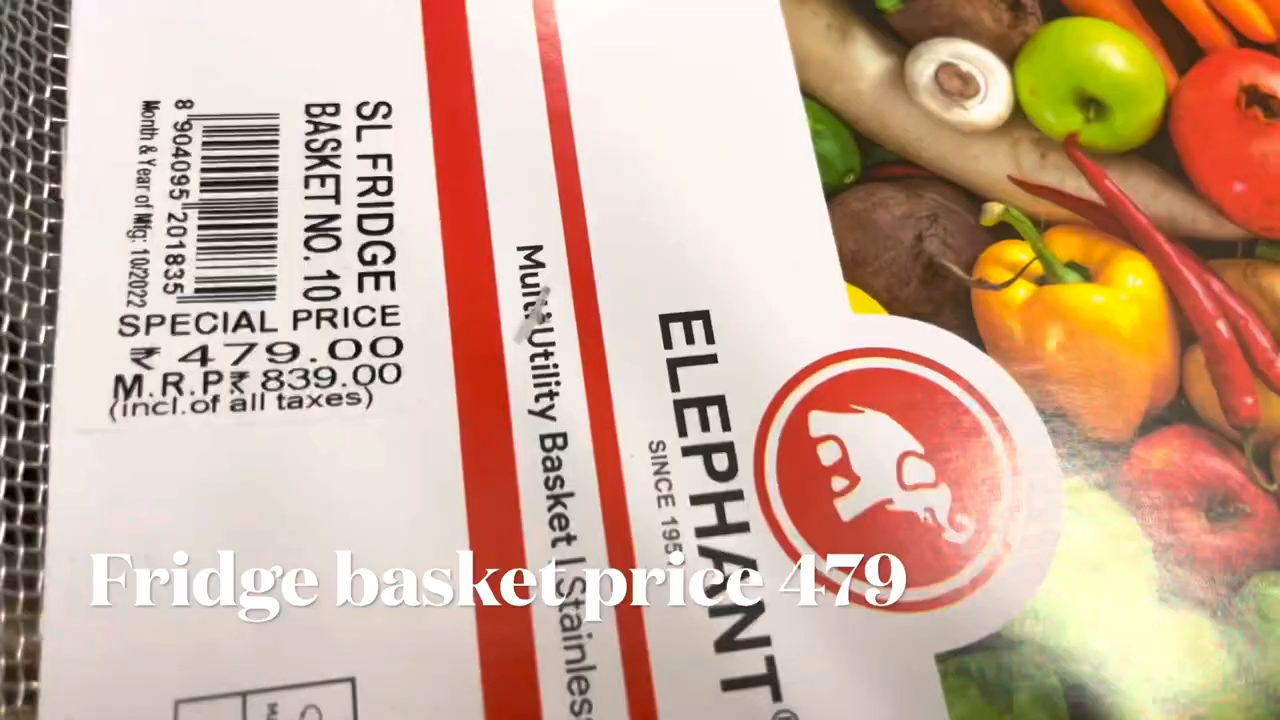 SL FRIDGE
BASKET NO. 10
8 904095 201835
Month & Year of Mfg: 10/2022
SPECIAL PRICE
₹ 479.00
M.R.P₹.839.00
(incl.of all taxes)
Multi Utility Basket | Stainless
ELEPHANT®
SINCE
Fridge basket price 479